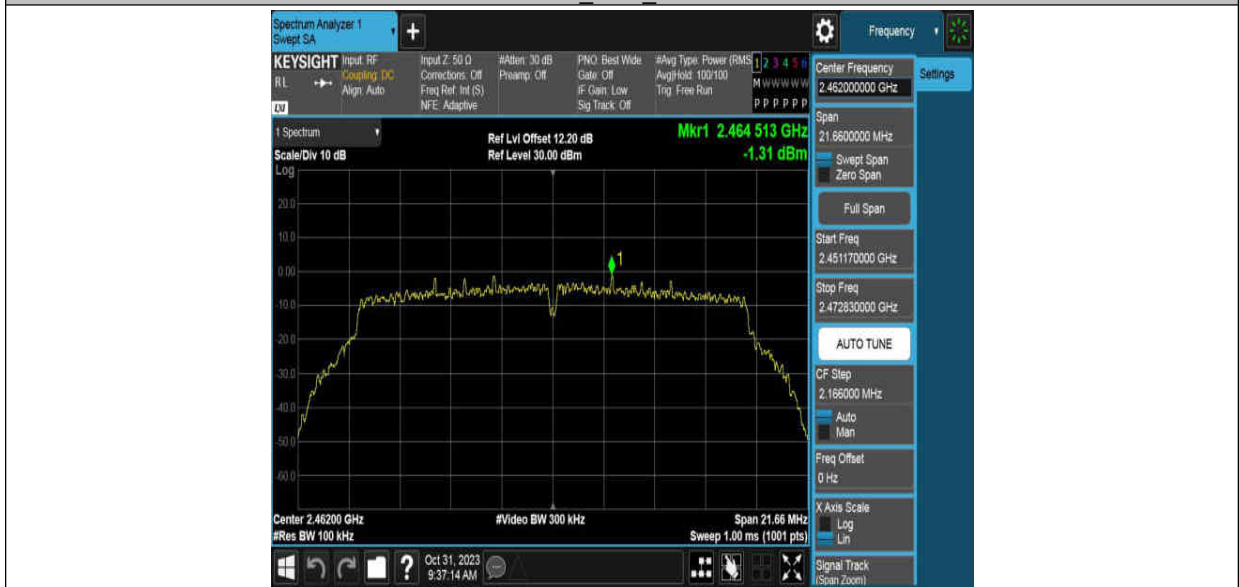 Spectrum Analyzer 1
Swept SA
+
Frequency
KEYSIGHT
RL
LXI
Input: RF
Coupling: DC
Align: Auto
Input Z: 50 Ω
Corrections: Off
Freq Ref: Int (S)
NFE: Adaptive
#Atten: 30 dB
Preamp: Off
PNO: Best Wide
Gate: Off
IF Gain: Low
Sig Track: Off
#Avg Type: Power (RMS
Avg|Hold: 100/100
Trig: Free Run
1 2 3 4 5 6
M W W W W W
P P P P P P
1 Spectrum
Scale/Div 10 dB
Log
Ref Lvl Offset 12.20 dB
Ref Level 30.00 dBm
Mkr1 2.464 513 GHz
-1.31 dBm
20.0
10.0
0.00
-10.0
-20.0
-30.0
-40.0
-50.0
-60.0
1
Center 2.46200 GHz
#Res BW 100 kHz
#Video BW 300 kHz
Span 21.66 MHz
Sweep 1.00 ms (1001 pts)
?
Oct 31, 2023
9:37:14 AM
Center Frequency
2.462000000 GHz
Span
21.6600000 MHz
Swept Span
Zero Span
Full Span
Start Freq
2.451170000 GHz
Stop Freq
2.472830000 GHz
AUTO TUNE
CF Step
2.166000 MHz
Auto
Man
Freq Offset
0 Hz
X Axis Scale
Log
Lin
Signal Track
(Span Zoom)
Settings